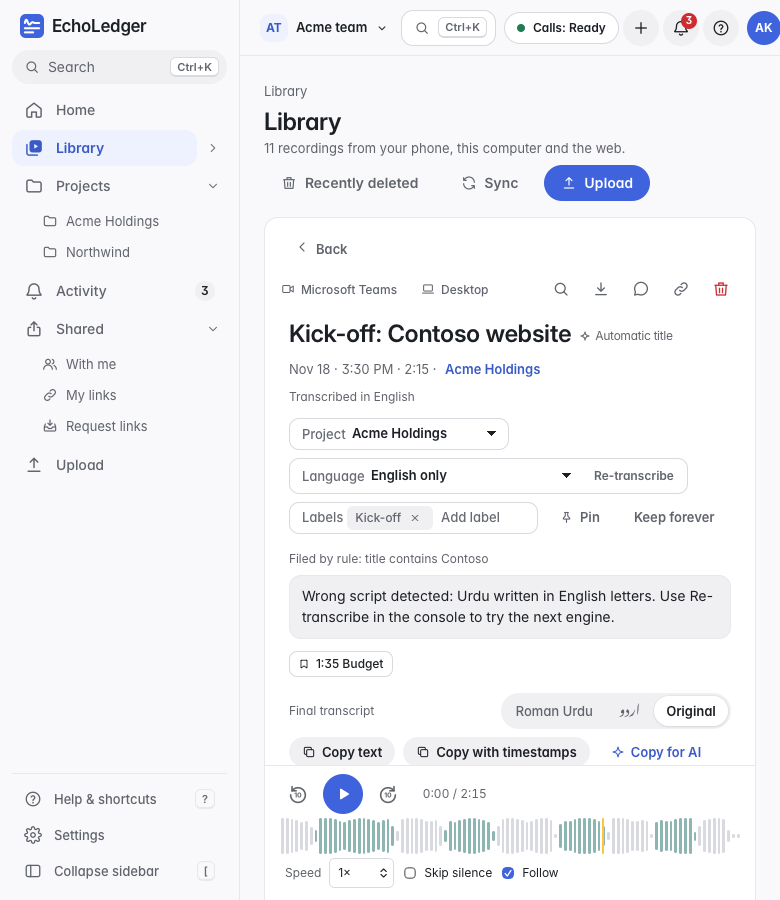 EchoLedger
Search Ctrl+K
Home
Library
Projects
Acme Holdings
Northwind
Activity 3
Shared
With me
My links
Request links
Upload
Help & shortcuts ?
Settings
Collapse sidebar [
AT Acme team Ctrl+K Calls: Ready 3 AK
Library
Library
11 recordings from your phone, this computer and the web.
Recently deleted Sync Upload
Back
Microsoft Teams Desktop
Kick-off: Contoso website Automatic title
Nov 18 · 3:30 PM · 2:15 · Acme Holdings
Transcribed in English
Project Acme Holdings
Language English only Re-transcribe
Labels Kick-off × Add label Pin Keep forever
Filed by rule: title contains Contoso
Wrong script detected: Urdu written in English letters. Use Re-
transcribe in the console to try the next engine.
1:35 Budget
Final transcript Roman Urdu اردو Original
Copy text Copy with timestamps Copy for AI
10 10 0:00 / 2:15
Speed 1× Skip silence Follow